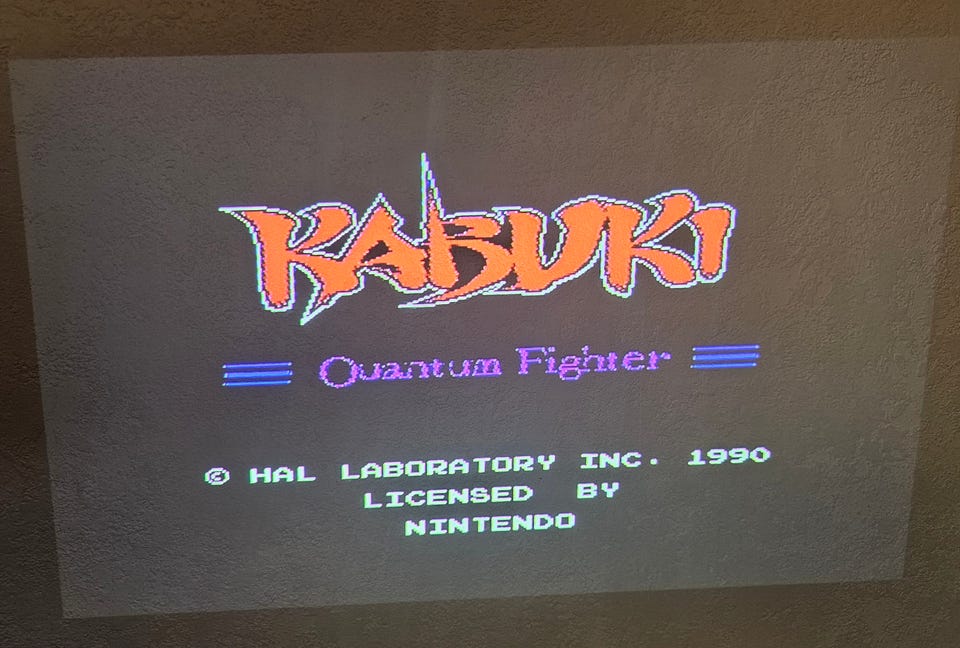 KABUKI
Quantum Fighter
© HAL LABORATORY INC. 1990
LICENSED BY
NINTENDO